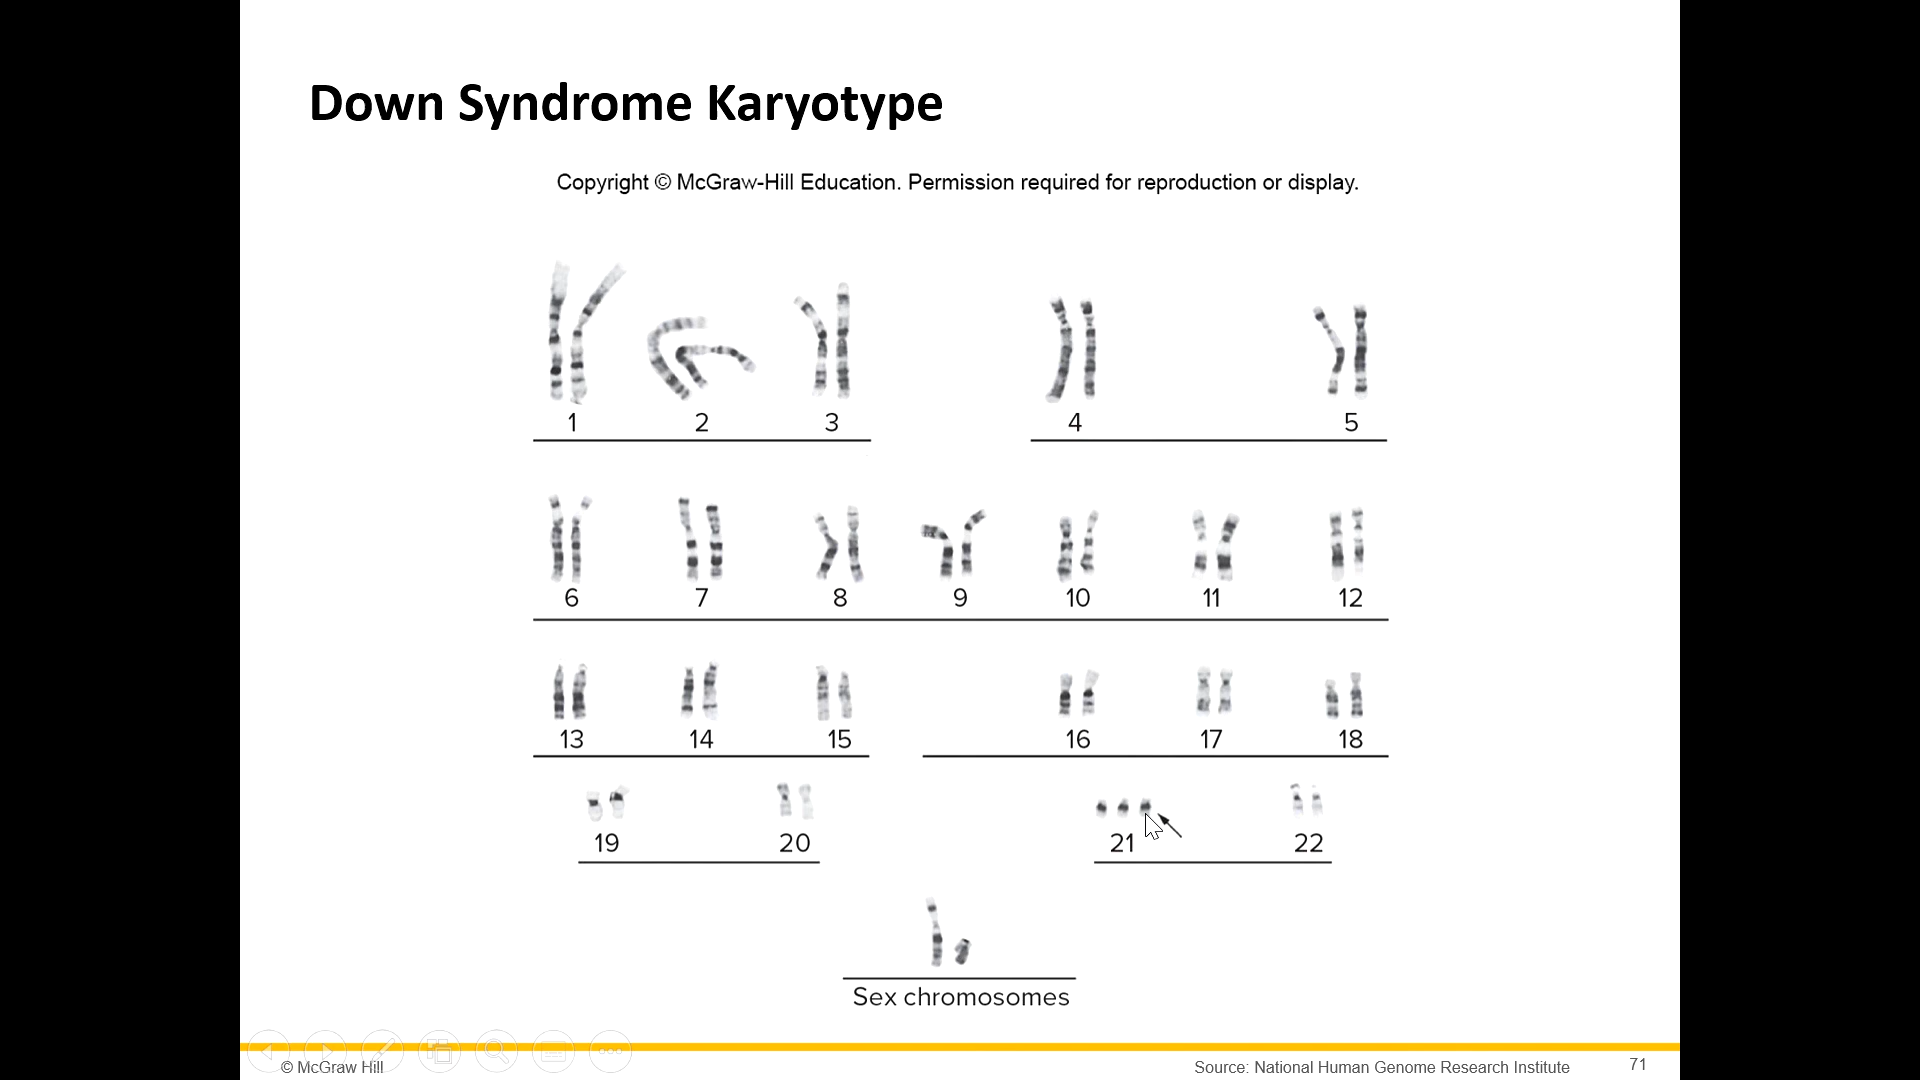 Down Syndrome Karyotype
Copyright © McGraw-Hill Education. Permission required for reproduction or display.
1 2 3 4 5
6 7 8 9 10 11 12
13 14 15 16 17 18
19 20 21 22
Sex chromosomes
© McGraw Hill
Source: National Human Genome Research Institute
71